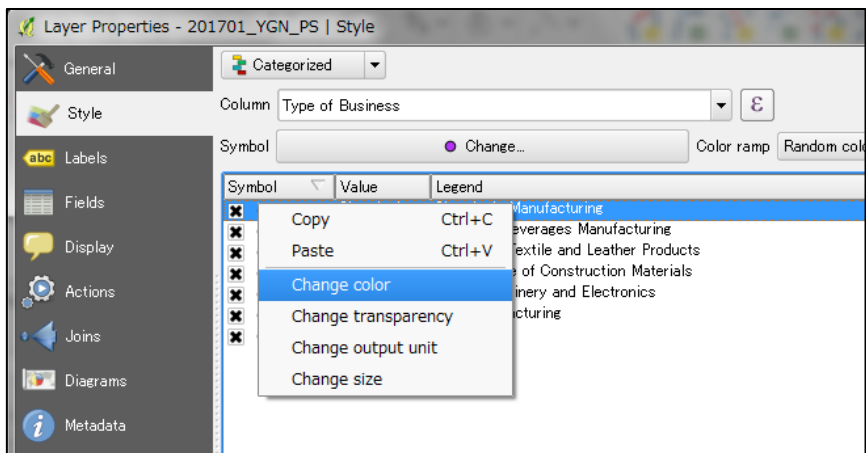 Layer Properties - 201701_YGN_PS | Style
General
Categorized
Style
Column Type of Business ε
Symbol Change... Color ramp Random col
abc Labels
Symbol Value Legend
Fields
Manufacturing
Copy Ctrl+C
everages Manufacturing
Display
Paste Ctrl+V
extile and Leather Products
of Construction Materials
Actions
Change color
inery and Electronics
Change transparency
cturing
Joins
Change output unit
Diagrams
Change size
i Metadata